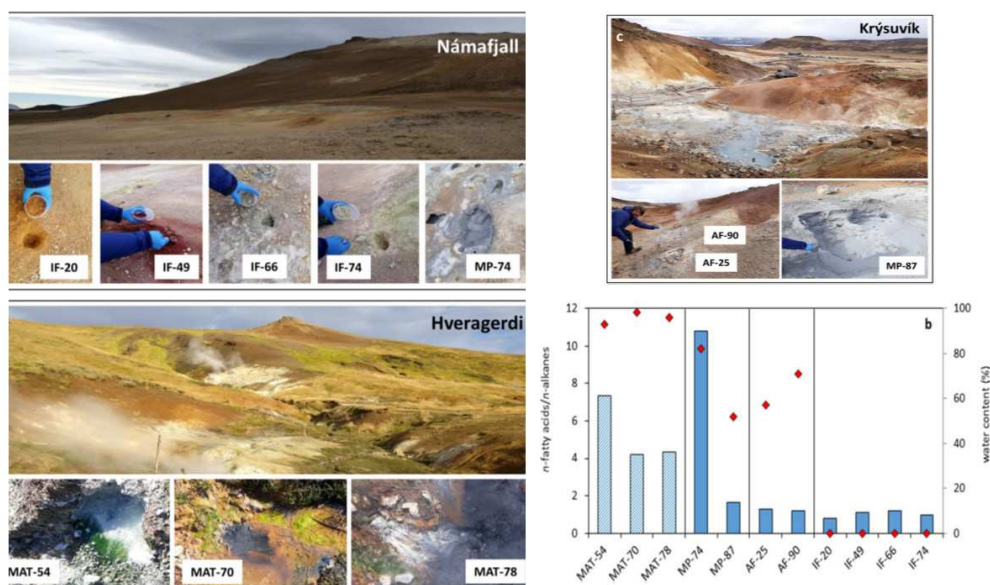 Námafjall
IF-20
IF-49
IF-66
IF-74
MP-74
Hveragerdi
MAT-54
MAT-70
MAT-78
c
Krýsuvík
AF-90
AF-25
MP-87
b
n-fatty acids/n-alkanes
12
10
8
6
4
2
0
100
80
60
40
20
0
water content (%)
MAT-54
MAT-70
MAT-78
MP-74
MP-87
AF-25
AF-90
IF-20
IF-49
IF-66
IF-74